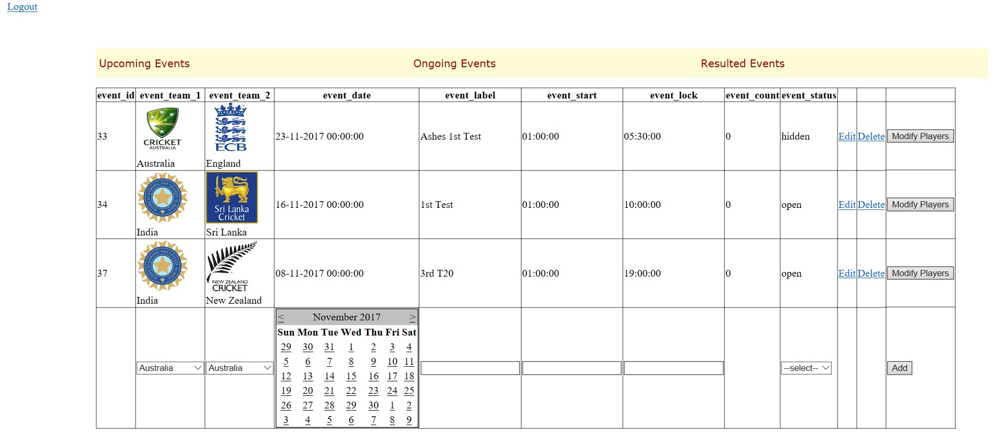 Logout
Upcoming Events Ongoing Events Resulted Events
event_id event_team_1 event_team_2 event_date event_label event_start event_lock event_count event_status
CRICKET
AUSTRALIA
ECB
33 23-11-2017 00:00:00 Ashes 1st Test 01:00:00 05:30:00 0 hidden Edit Delete Modify Players
Australia England
Sri Lanka
Cricket
34 16-11-2017 00:00:00 1st Test 01:00:00 10:00:00 0 open Edit Delete Modify Players
India Sri Lanka
NEW ZEALAND
CRICKET
37 08-11-2017 00:00:00 3rd T20 01:00:00 19:00:00 0 open Edit Delete Modify Players
India New Zealand
< November 2017 >
Sun Mon Tue Wed Thu Fri Sat
29 30 31 1 2 3 4
5 6 7 8 9 10 11
Australia Australia --select-- Add
12 13 14 15 16 17 18
19 20 21 22 23 24 25
26 27 28 29 30 1 2
3 4 5 6 7 8 9